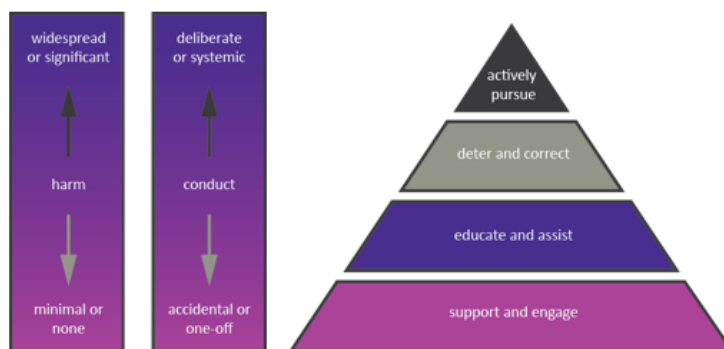 widespread
or significant
harm
minimal or
none
deliberate
or systemic
conduct
accidental or
one-off
actively
pursue
deter and correct
educate and assist
support and engage